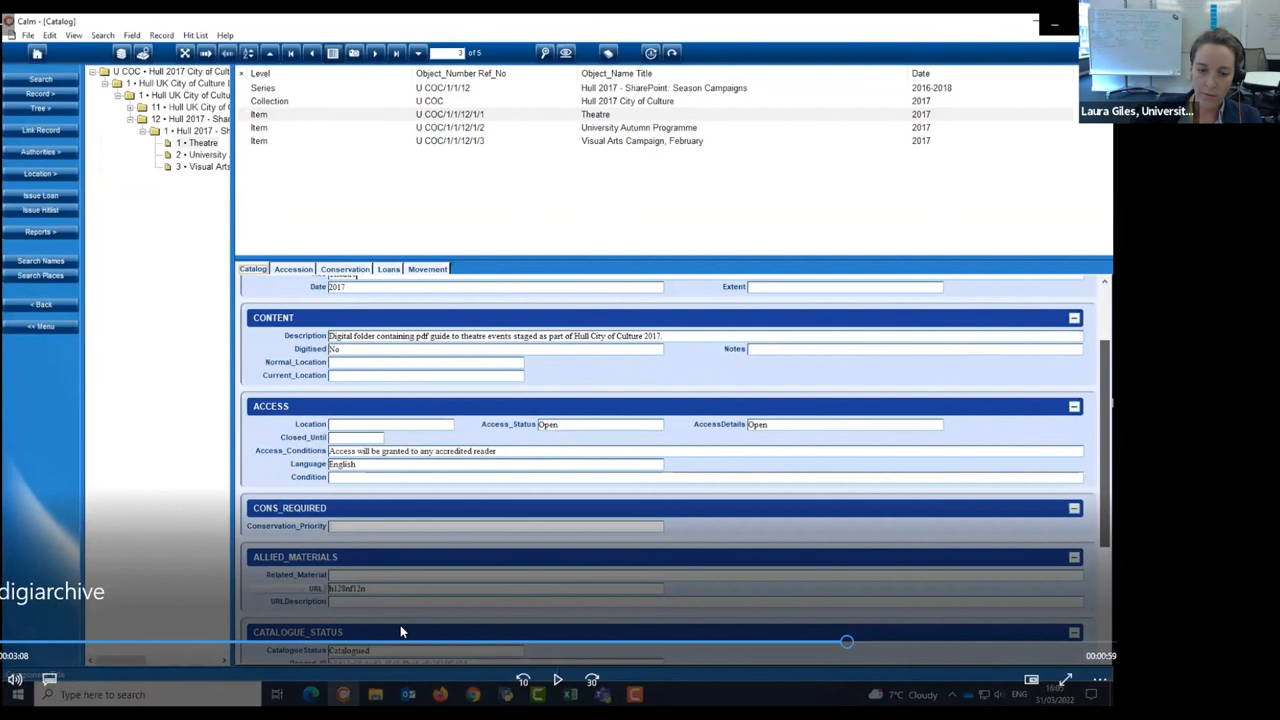 Calm - [Catalog]
File Edit View Search Field Record Hit List Help
3 of 5
Search
Record >
Tree >
Link Record
Authorities >
Location >
Issue Loan
Issue Hitlist
Reports >
Search Names
Search Places
< Back
<< Menu
U COC • Hull 2017 City of Cult
1 • Hull UK City of Culture
1 • Hull UK City of Cultu
11 • Hull UK City of
12 • Hull 2017 - Sha
1 • Hull 2017 - Sh
1 • Theatre
2 • University
3 • Visual Arts
Level Object_Number Ref_No Object_Name Title Date
Series U COC/1/1/12 Hull 2017 - SharePoint: Season Campaigns 2016-2018
Collection U COC Hull 2017 City of Culture 2017
Item U COC/1/1/12/1/1 Theatre 2017
Item U COC/1/1/12/1/2 University Autumn Programme 2017
Item U COC/1/1/12/1/3 Visual Arts Campaign, February 2017
Laura Giles, Universit...
Catalog Accession Conservation Loans Movement
Date 2017 Extent
CONTENT
Description Digital folder containing pdf guide to theatre events staged as part of Hull City of Culture 2017.
Digitised No Notes
Normal_Location
Current_Location
ACCESS
Location Access_Status Open AccessDetails Open
Closed_Until
Access_Conditions Access will be granted to any accredited reader
Language English
Condition
CONS_REQUIRED
Conservation_Priority
ALLIED_MATERIALS
Related_Material
URL h128nf12n
URLDescription
digiarchive
CATALOGUE_STATUS
CatalogueStatus Catalogued
00:03:08 00:00:59
10 30
Type here to search
7°C Cloudy ENG
16:05
31/03/2022